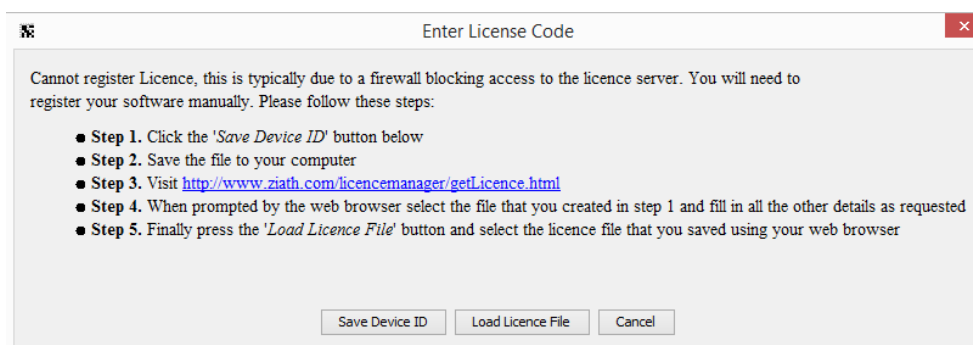 Enter License Code
Cannot register Licence, this is typically due to a firewall blocking access to the licence server. You will need to
register your software manually. Please follow these steps:
Step 1. Click the 'Save Device ID' button below
Step 2. Save the file to your computer
Step 3. Visit http://www.ziath.com/licencemanager/getLicence.html
Step 4. When prompted by the web browser select the file that you created in step 1 and fill in all the other details as requested
Step 5. Finally press the 'Load Licence File' button and select the licence file that you saved using your web browser
Save Device ID Load Licence File Cancel